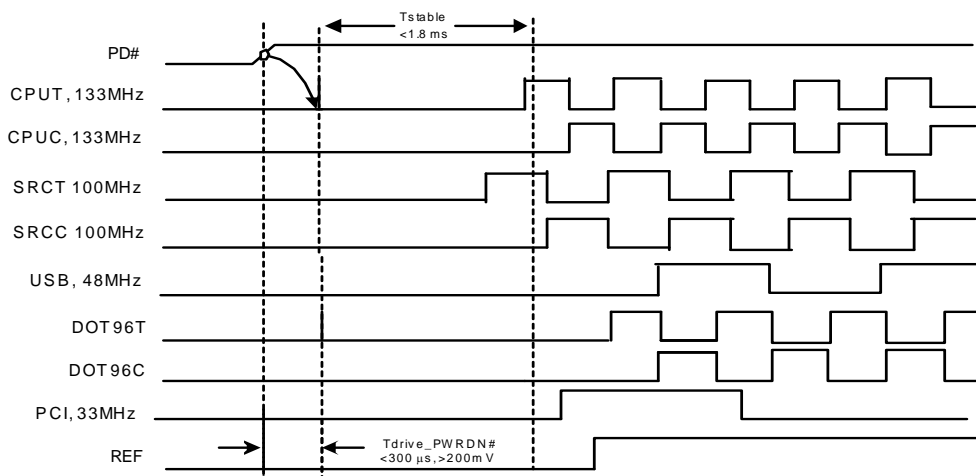 Tstable
<1.8 ms
PD#
CPUT, 133MHz
CPUC, 133MHz
SRCT 100MHz
SRCC 100MHz
USB, 48MHz
DOT96T
DOT96C
PCI, 33MHz
Tdrive_PWRDN#
<300 µs, >200mV
REF